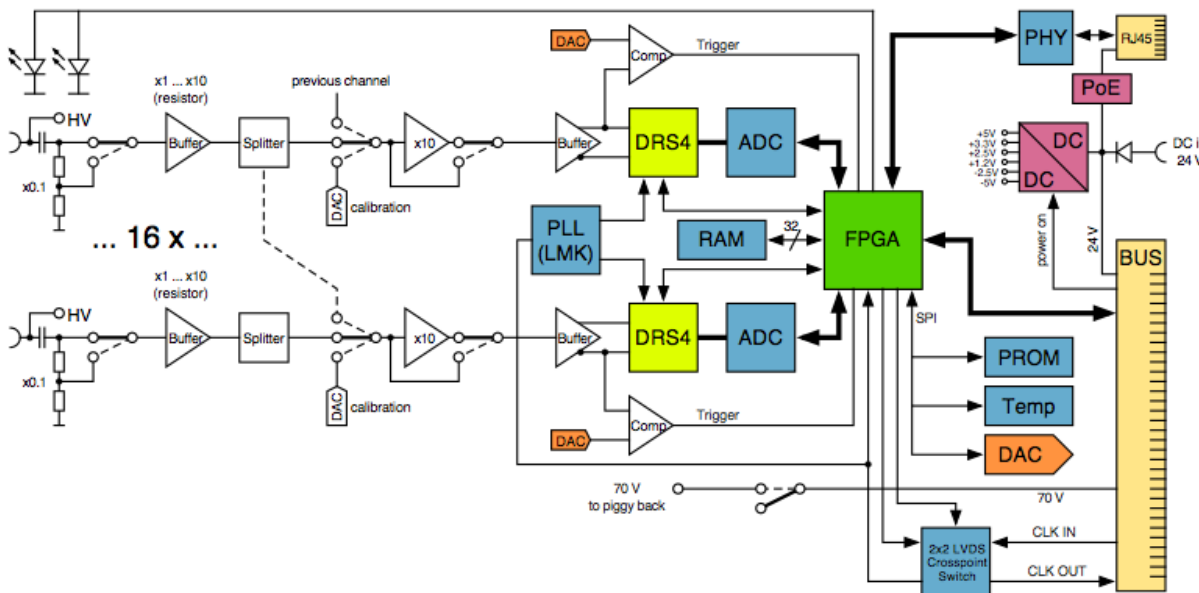 DAC
Comp
Trigger
PHY
RJ45
PoE
x1 ... x10
(resistor)
previous channel
HV
Buffer
Splitter
x10
Buffer
DRS4
ADC
+5V
+3.3V
+2.5V
+1.2V
-2.5V
-5V
DC
DC
DC i
24 V
x0.1
DAC
calibration
... 16 x ...
PLL
(LMK)
RAM
32
FPGA
power on
24 V
BUS
x1 ... x10
(resistor)
HV
Buffer
Splitter
x10
Buffer
DRS4
ADC
SPI
PROM
x0.1
DAC
calibration
Temp
DAC
Comp
Trigger
DAC
70 V
to piggy back
70 V
2x2 LVDS
Crosspoint
Switch
CLK IN
CLK OUT